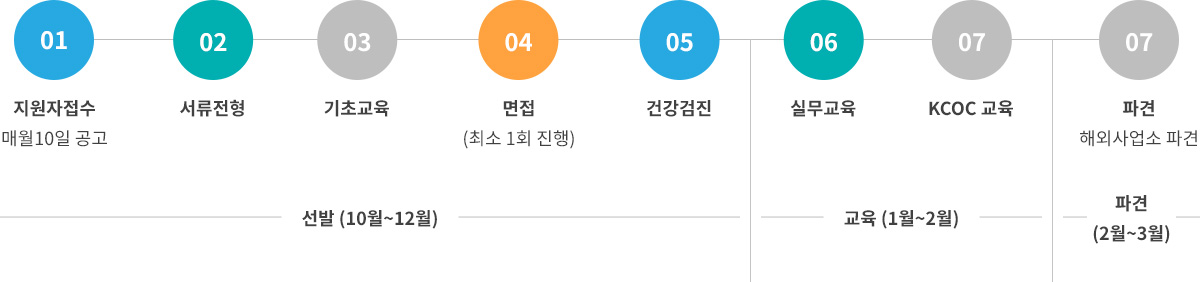 01
02
03
04
05
06
07
07
지원자접수
서류전형
기초교육
면접
건강검진
실무교육
KCOC 교육
파견
매월10일 공고
(최소 1회 진행)
해외사업소 파견
선발 (10월~12월)
교육 (1월~2월)
파견
(2월~3월)